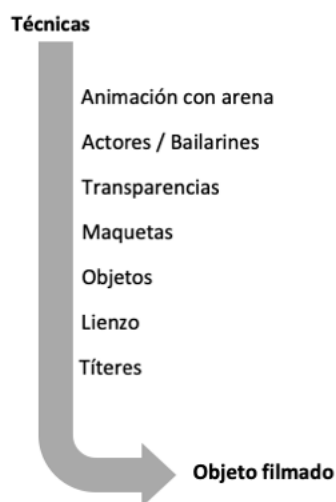 Técnicas
Animación con arena
Actores / Bailarines
Transparencias
Maquetas
Objetos
Lienzo
Títeres
Objeto filmado